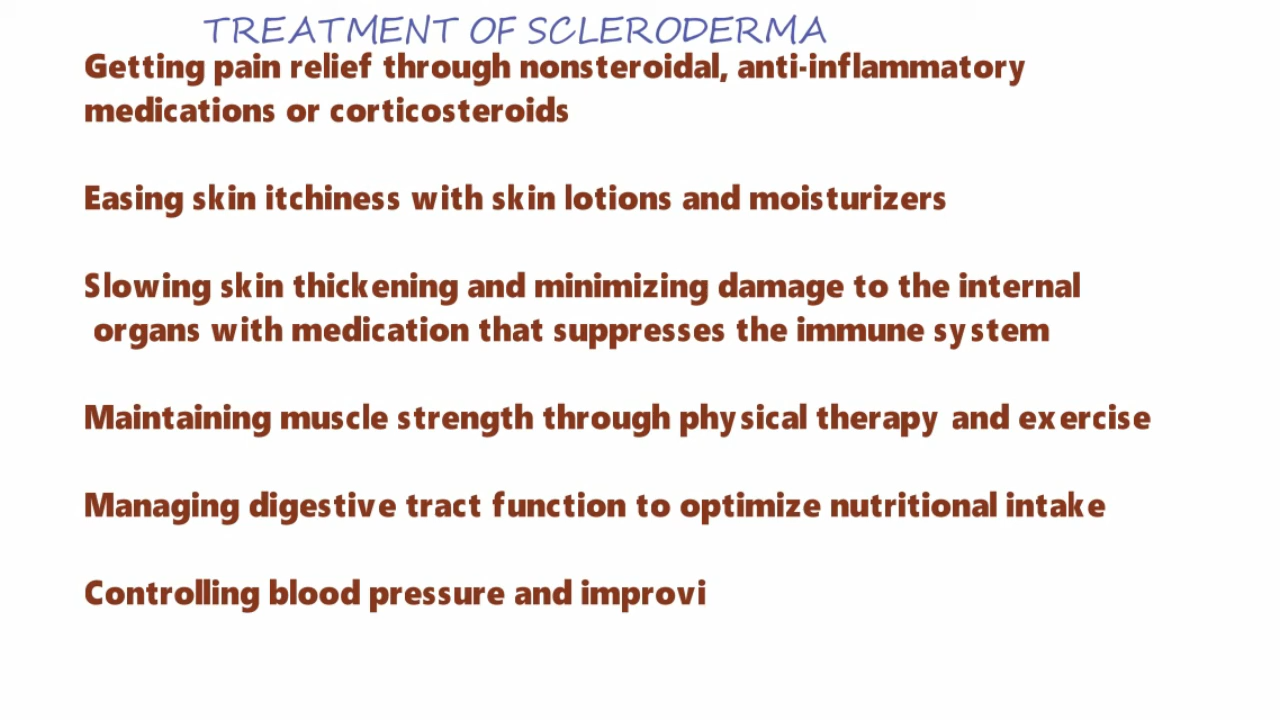 TREATMENT OF SCLERODERMA
Getting pain relief through nonsteroidal, anti-inflammatory
medications or corticosteroids
Easing skin itchiness with skin lotions and moisturizers
Slowing skin thickening and minimizing damage to the internal
organs with medication that suppresses the immune system
Maintaining muscle strength through physical therapy and exercise
Managing digestive tract function to optimize nutritional intake
Controlling blood pressure and improvi